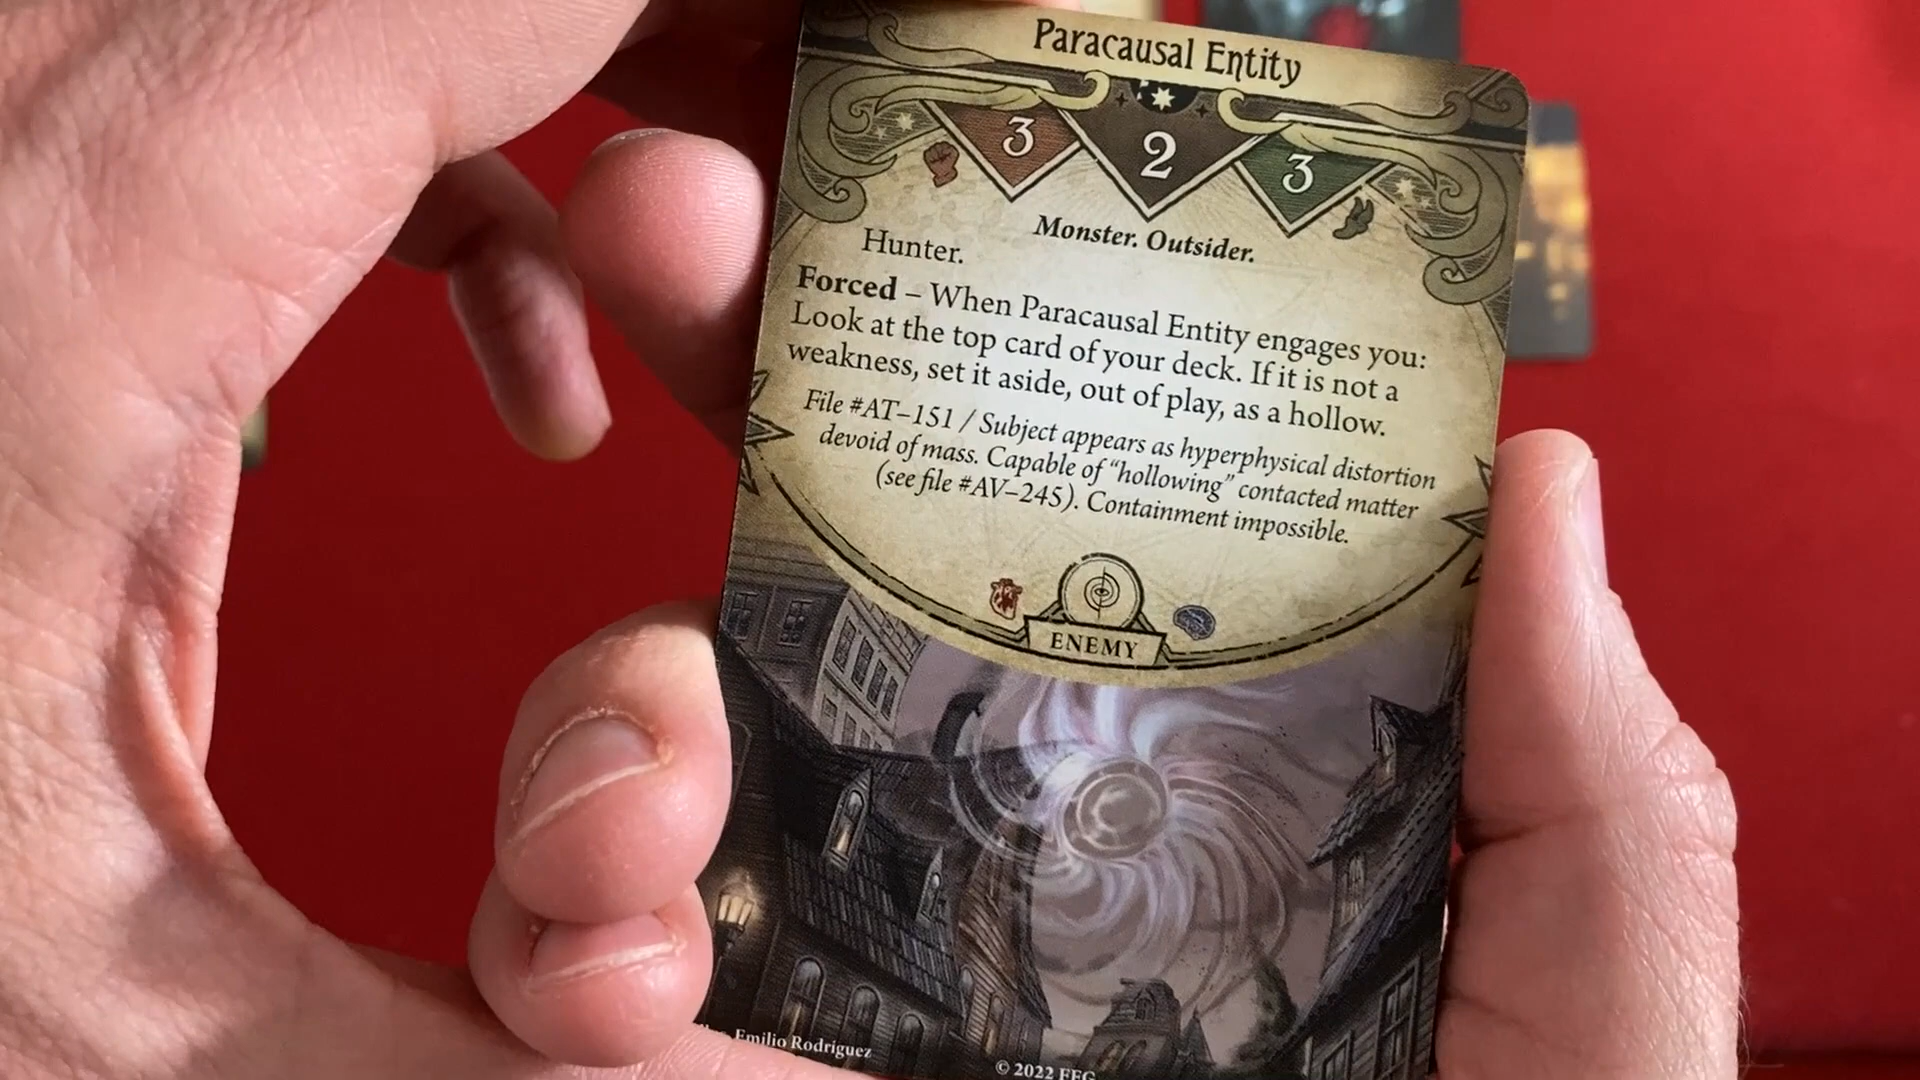 Paracausal Entity
3 2 3
Monster. Outsider.
Hunter.
Forced – When Paracausal Entity engages you:
Look at the top card of your deck. If it is not a
weakness, set it aside, out of play, as a hollow.
File #AT–151 / Subject appears as hyperphysical distortion
devoid of mass. Capable of “hollowing” contacted matter
(see file #AV–245). Containment impossible.
ENEMY
Emilio Rodriguez
© 2022 FFG